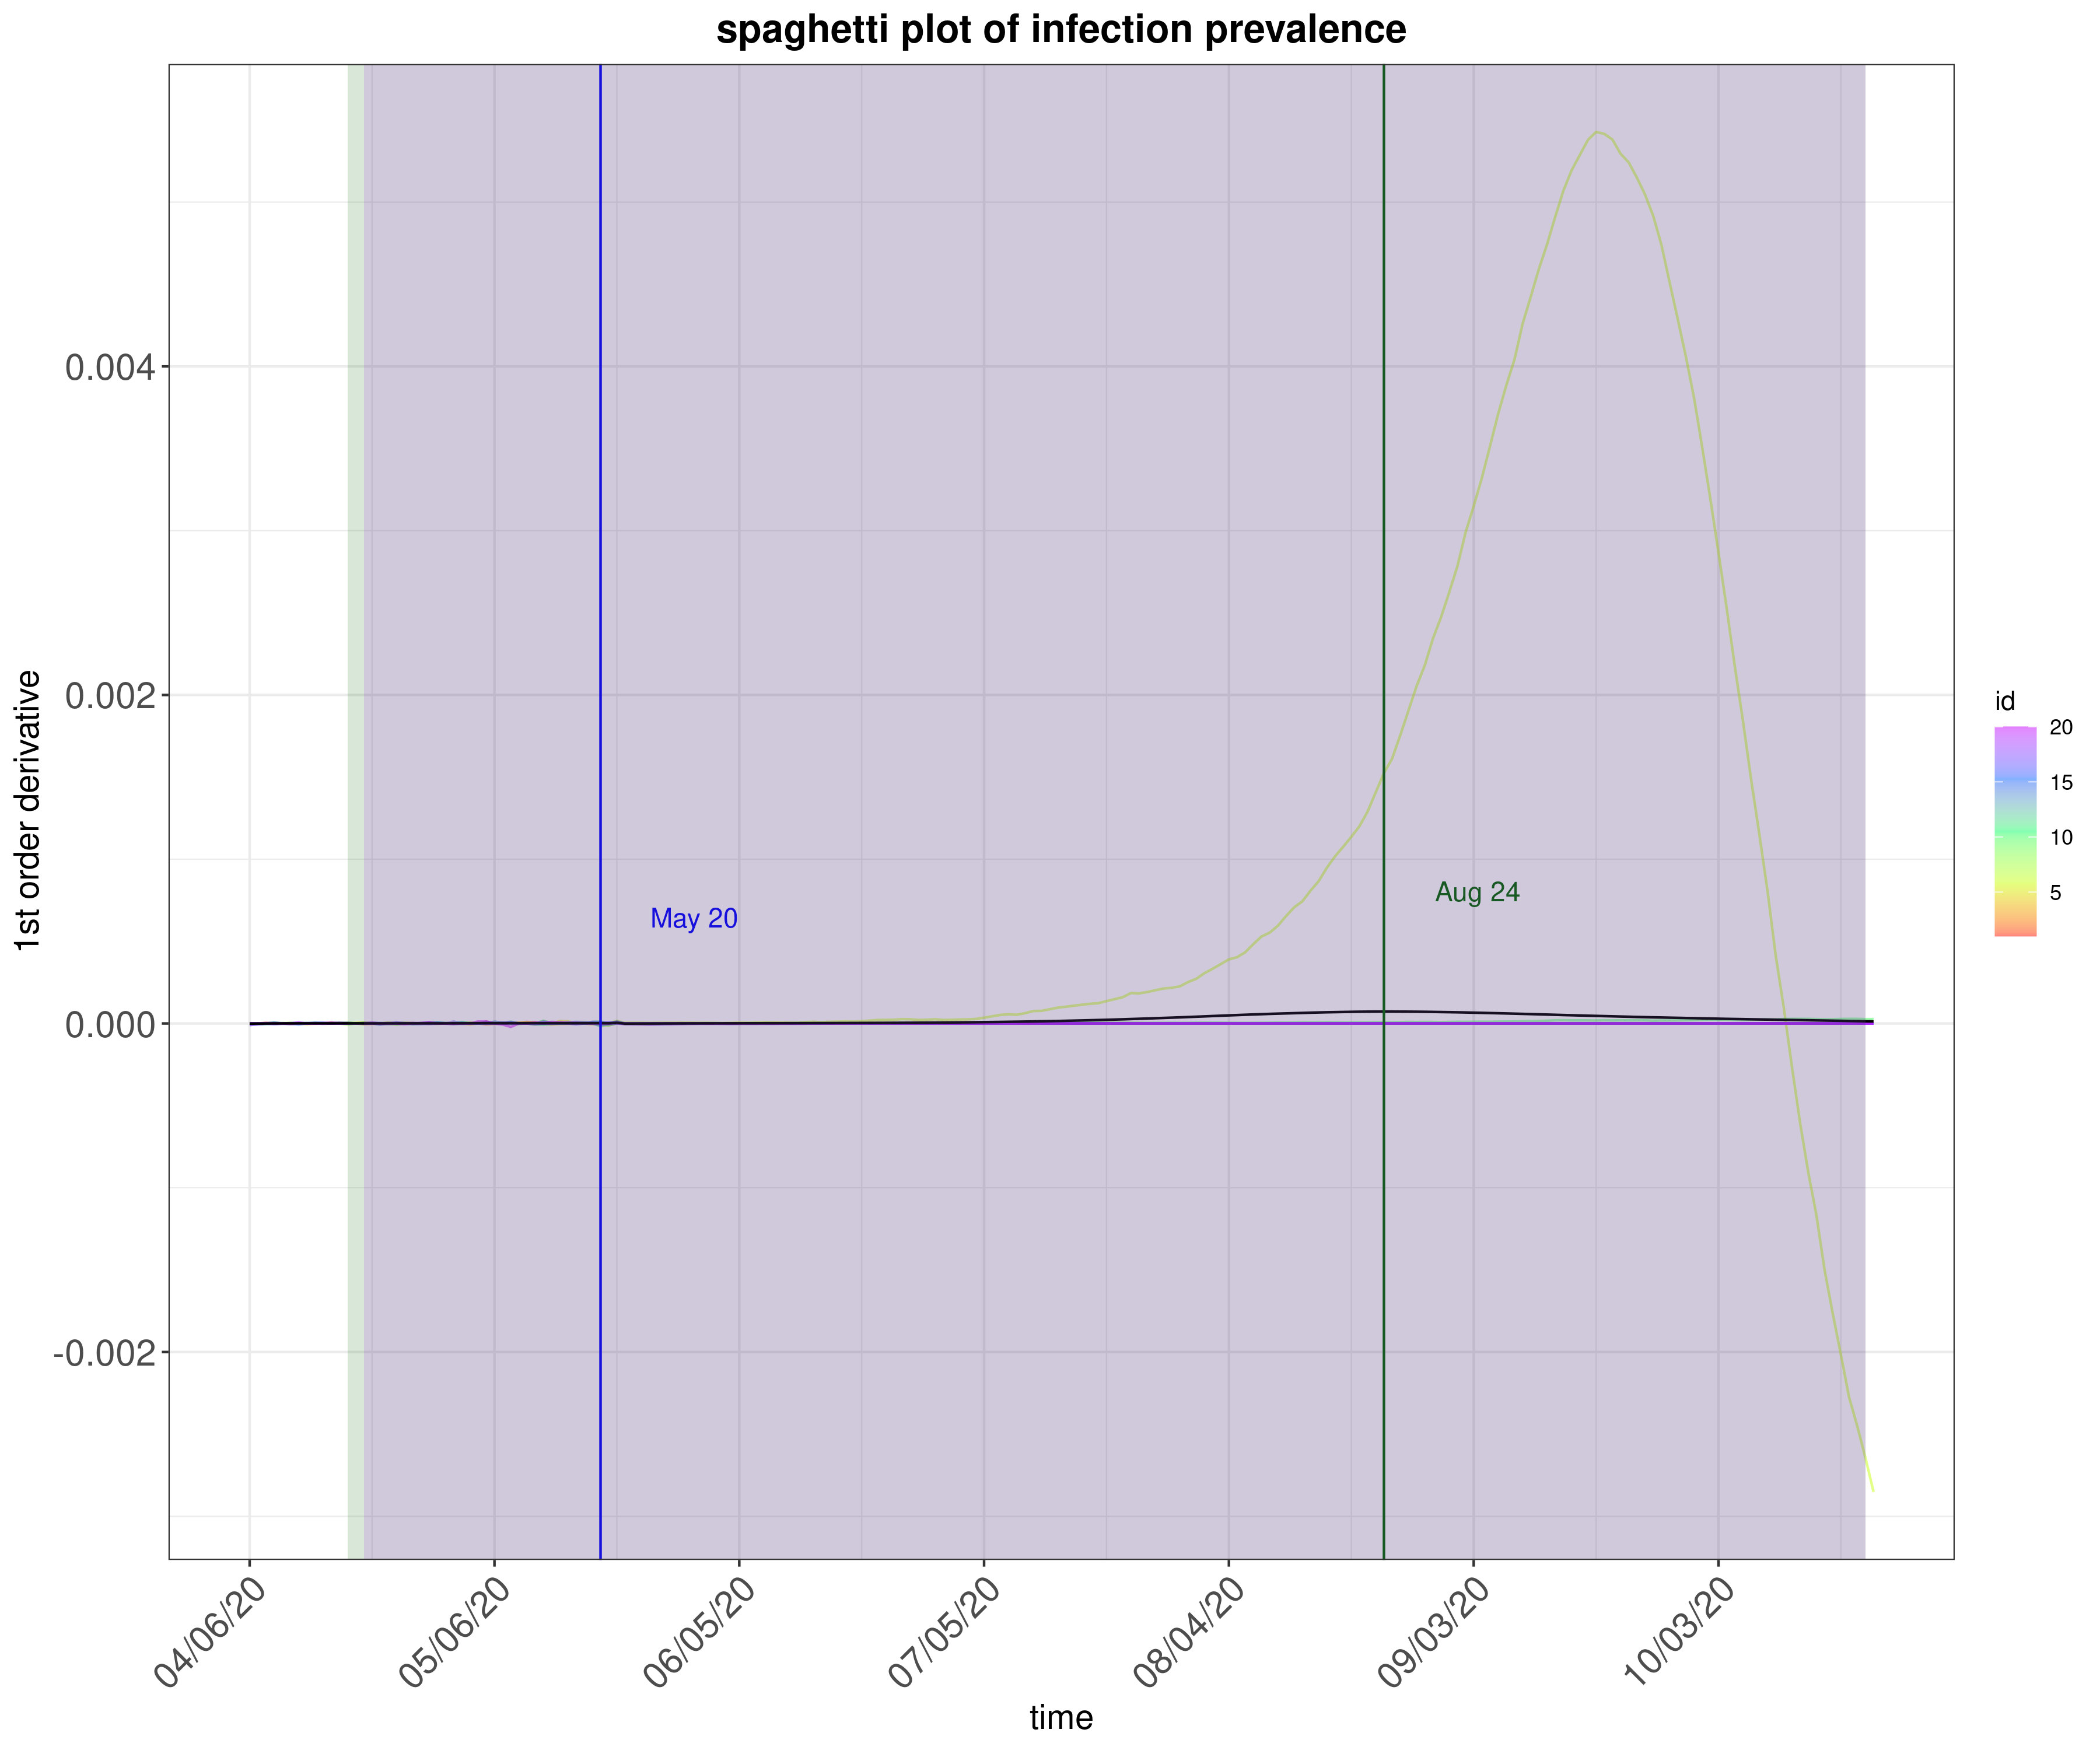 spaghetti plot of infection prevalence
1st order derivative
0.004
0.002
0.000
-0.002
May 20
Aug 24
04/06/20
05/06/20
06/05/20
07/05/20
08/04/20
09/03/20
10/03/20
time
id
20
15
10
5